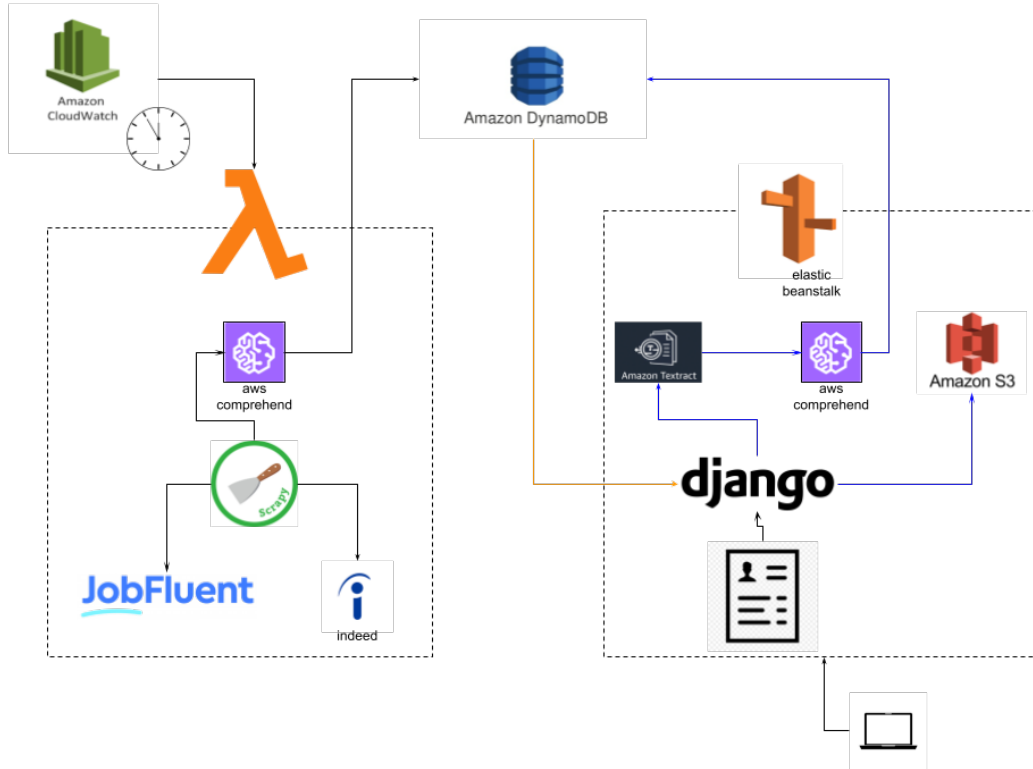 Amazon
CloudWatch
Amazon DynamoDB
elastic
beanstalk
aws
comprehend
Amazon Textract
aws
comprehend
Amazon S3
Scrapy
django
JobFluent
indeed